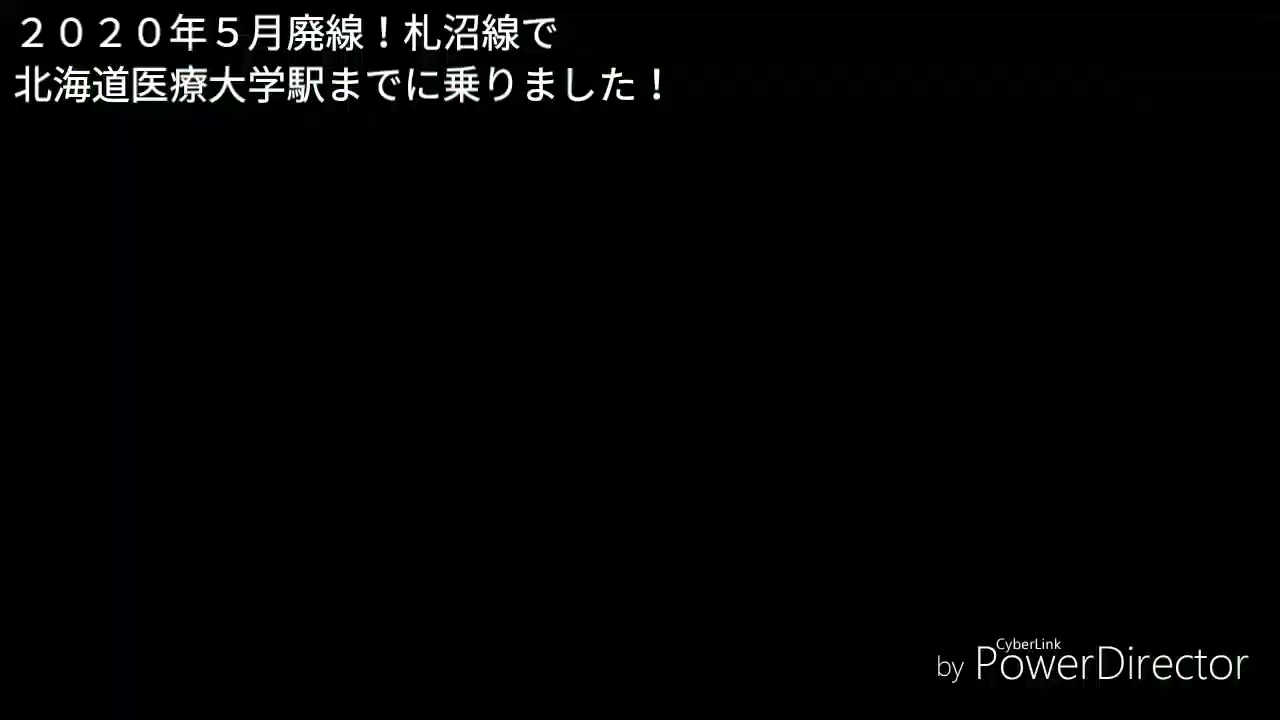 ２０２０年５月廃線！札沼線で
北海道医療大学駅までに乗りました！
CyberLink
by PowerDirector